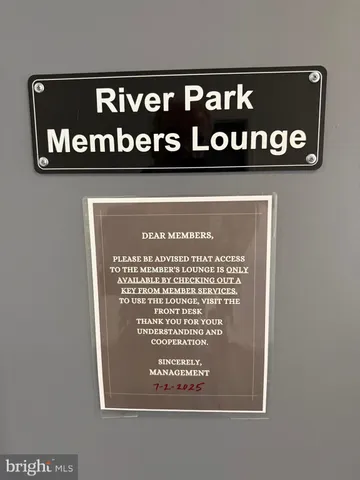 River Park
Members Lounge
DEAR MEMBERS,
PLEASE BE ADVISED THAT ACCESS
TO THE MEMBER'S LOUNGE IS ONLY
AVAILABLE BY CHECKING OUT A
KEY FROM MEMBER SERVICES.
TO USE THE LOUNGE, VISIT THE
FRONT DESK
THANK YOU FOR YOUR
UNDERSTANDING AND
COOPERATION.
SINCERELY,
MANAGEMENT
7-2-2025
bright MLS